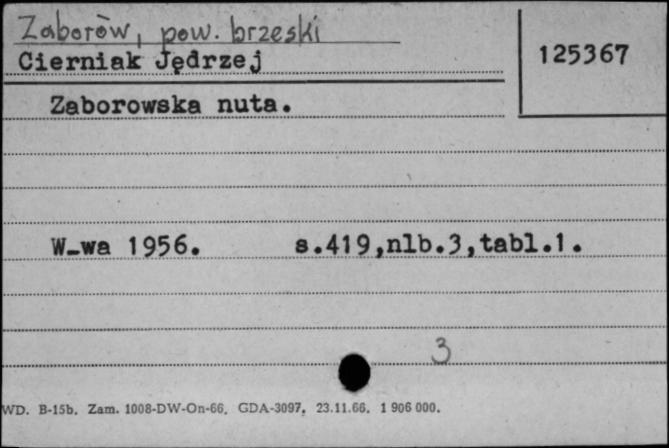 Zaborów, pow. brzeski
Cierniak Jędrzej
125367
Zaborowska nuta.
W-wa 1956. s.419,nlb.3,tabl.1.
3
WD. B-15b. Zam. 1008-DW-On-66. GDA-3097. 23.11.66. 1 906 000.